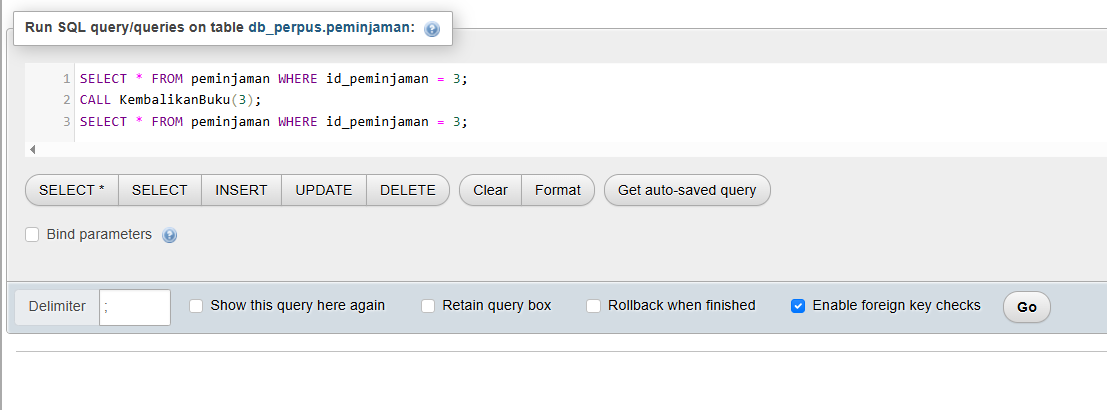 Run SQL query/queries on table db_perpus.peminjaman:
1 SELECT * FROM peminjaman WHERE id_peminjaman = 3;
2 CALL KembalikanBuku(3);
3 SELECT * FROM peminjaman WHERE id_peminjaman = 3;
SELECT * SELECT INSERT UPDATE DELETE Clear Format Get auto-saved query
Bind parameters
Delimiter ; Show this query here again Retain query box Rollback when finished Enable foreign key checks Go